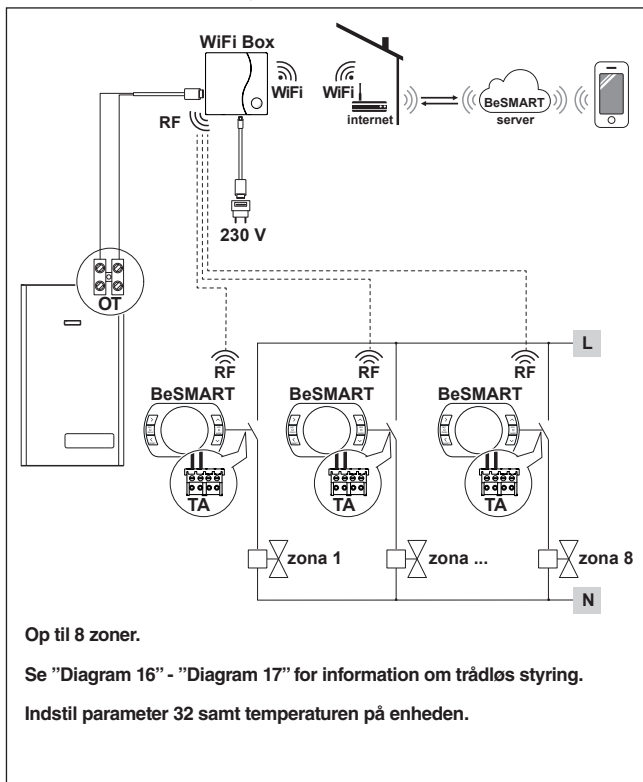 WiFi Box
WiFi
WiFi
internet
BeSMART
server
RF
230 V
OT
L
RF
RF
RF
BeSMART
BeSMART
BeSMART
TA
TA
TA
zona 1
zona ...
zona 8
N
Op til 8 zoner.
Se ”Diagram 16” - ”Diagram 17” for information om trådløs styring.
Indstil parameter 32 samt temperaturen på enheden.